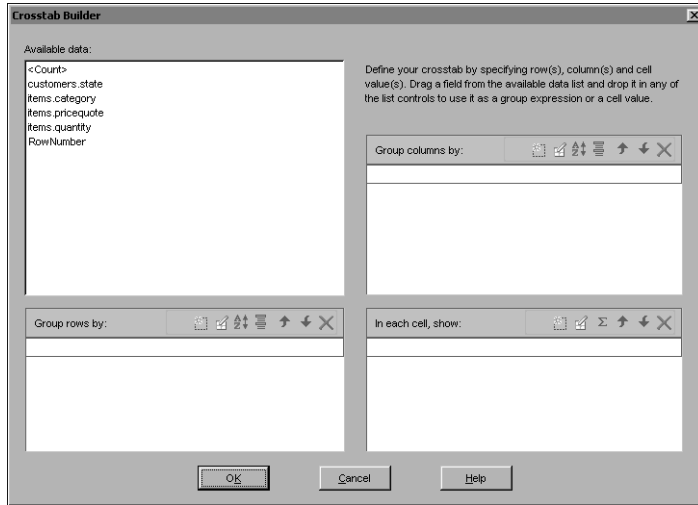 Crosstab Builder
Available data:
<Count>
customers.state
items.category
items.pricequote
items.quantity
RowNumber
Define your crosstab by specifying row(s), column(s) and cell
value(s). Drag a field from the available data list and drop it in any of
the list controls to use it as a group expression or a cell value.
Group columns by:
Group rows by:
In each cell, show:
OK
Cancel
Help